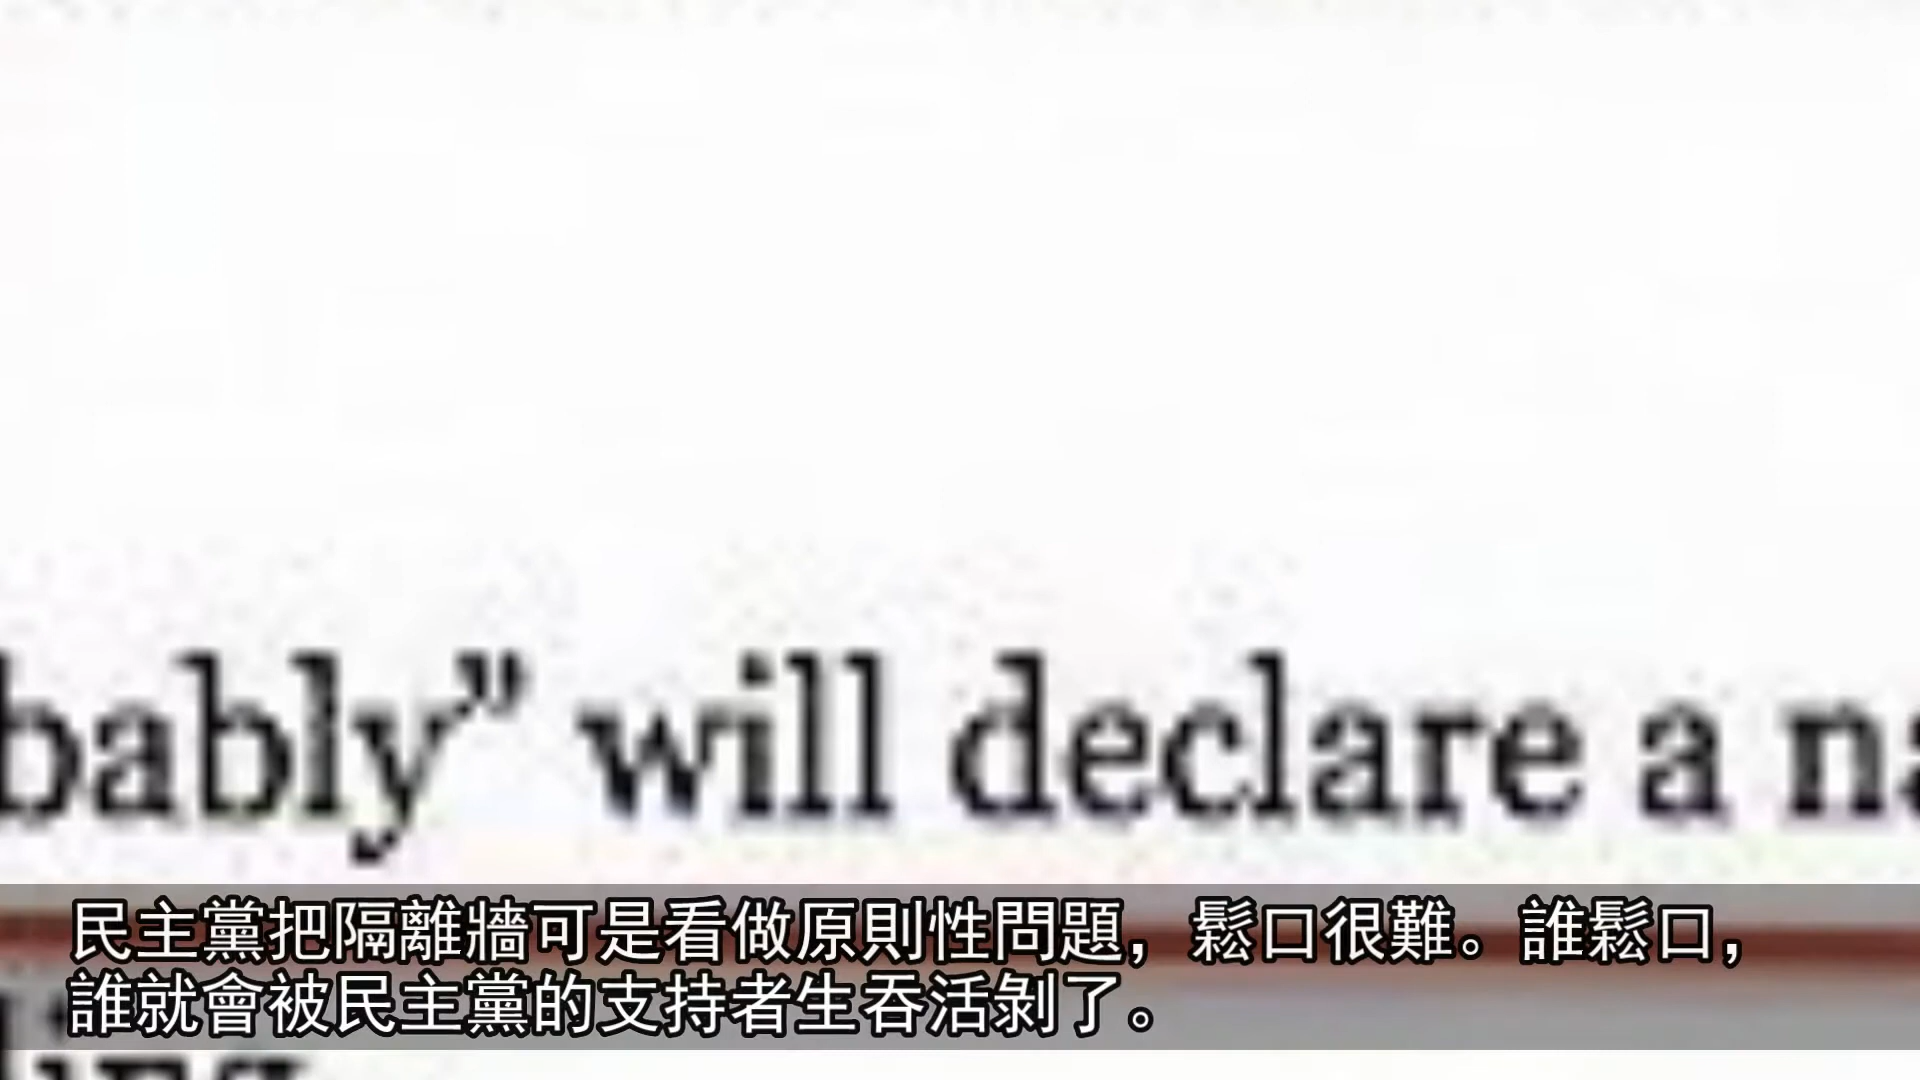 bably” will declare a na
民主黨把隔離牆可是看做原則性問題，鬆口很難。誰鬆口，
誰就會被民主黨的支持者生吞活剝了。